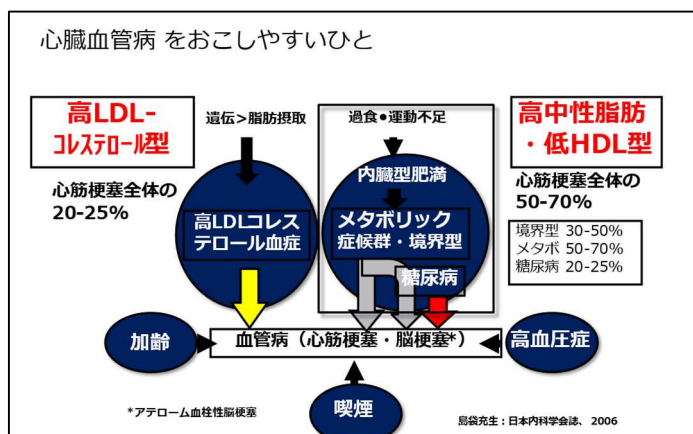 心臓血管病 をおこしやすいひと
高LDL-
ｺﾚｽﾃﾛｰﾙ型
遺伝>脂肪摂取
過食●運動不足
高中性脂肪
・低HDL型
心筋梗塞全体の
20-25%
内臓型肥満
心筋梗塞全体の
50-70%
高LDLコレス
テロール血症
メタボリック
症候群・境界型
境界型 30-50%
メタボ 50-70%
糖尿病 20-25%
糖尿病
加齢
血管病（心筋梗塞・脳梗塞*）
高血圧症
喫煙
*アテローム血栓性脳梗塞
島袋充生：日本内科学会誌、2006